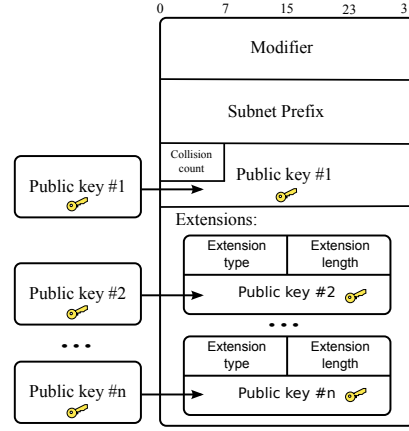 0 7 15 23 3
Modifier
Subnet Prefix
Collision
count
Public key #1
Public key #1
Extensions:
Extension
type
Extension
length
Public key #2
Public key #2
...
...
Extension
type
Extension
length
Public key #n
Public key #n